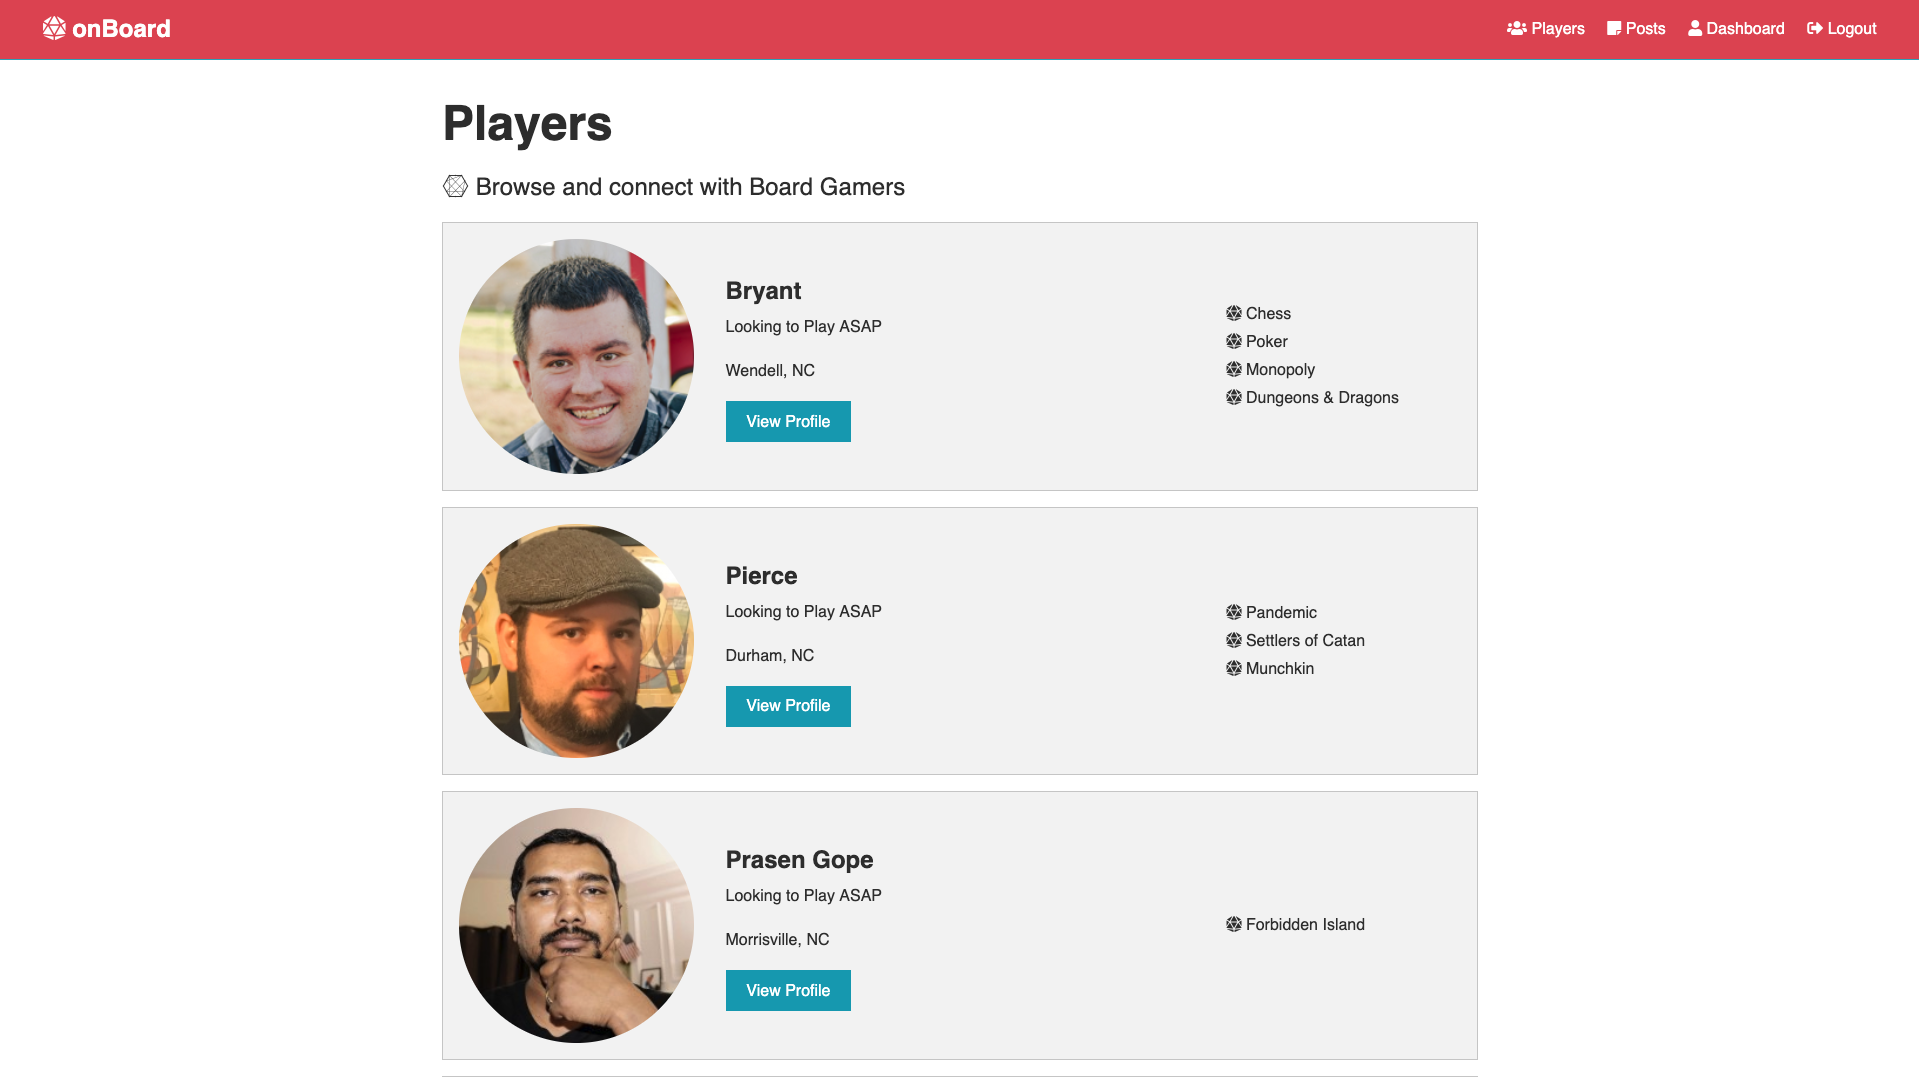 onBoard
Players Posts Dashboard Logout
Players
Browse and connect with Board Gamers
Bryant
Looking to Play ASAP
Wendell, NC
View Profile
Chess
Poker
Monopoly
Dungeons & Dragons
Pierce
Looking to Play ASAP
Durham, NC
View Profile
Pandemic
Settlers of Catan
Munchkin
Prasen Gope
Looking to Play ASAP
Morrisville, NC
View Profile
Forbidden Island